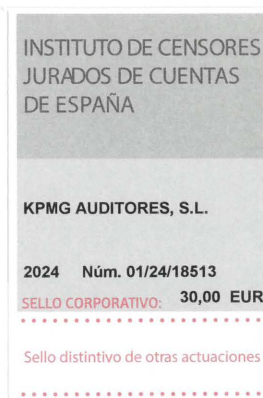 INSTITUTO DE CENSORES
JURADOS DE CUENTAS
DE ESPAÑA
KPMG AUDITORES, S.L.
2024 Núm. 01/24/18513
SELLO CORPORATIVO: 30,00 EUR
Sello distintivo de otras actuaciones